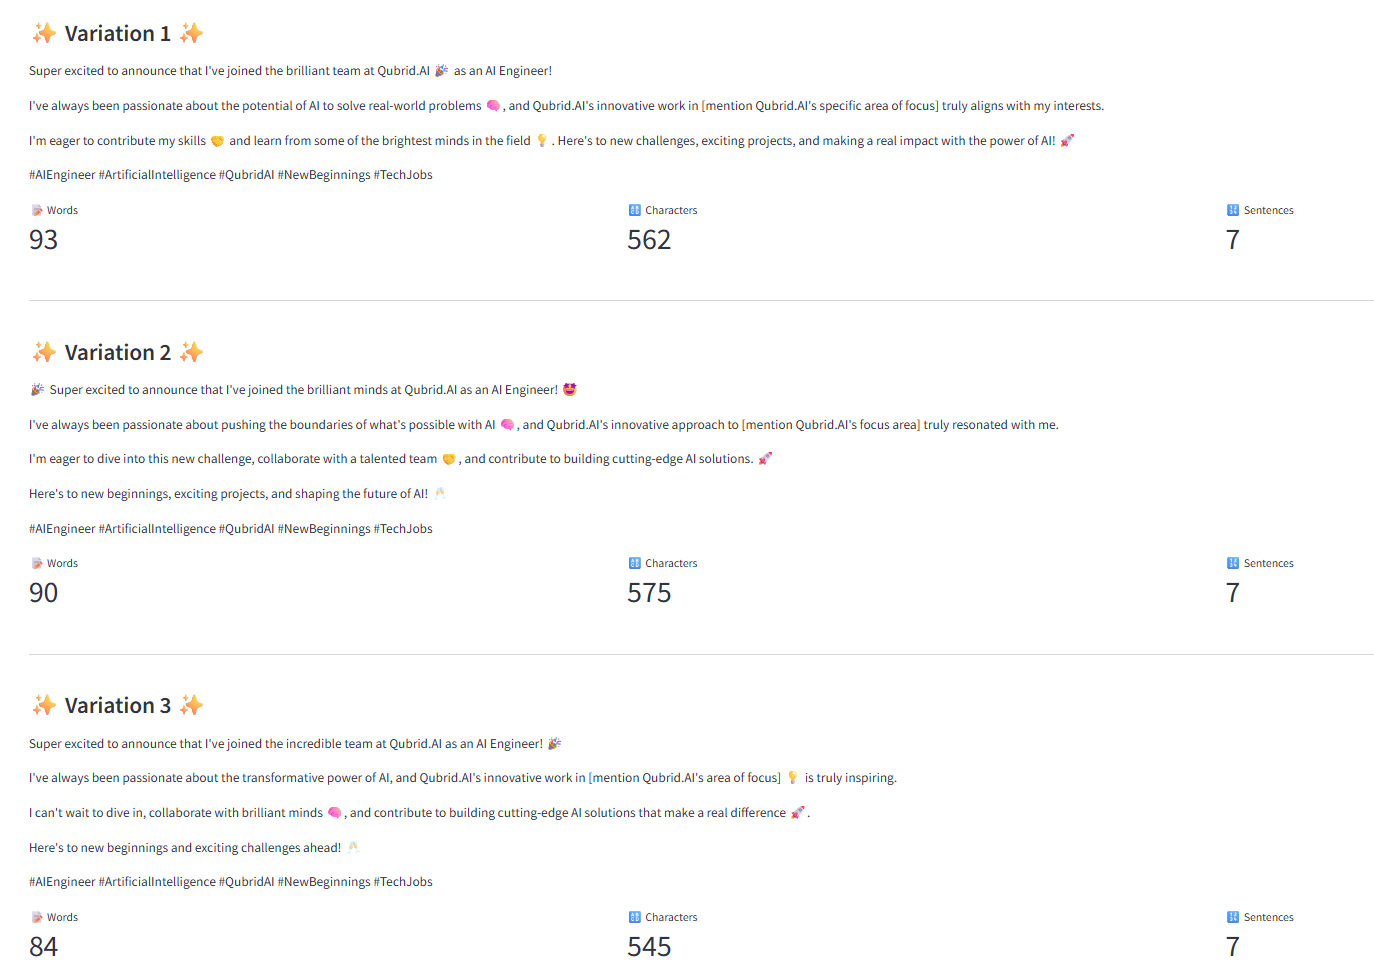 ✨ Variation 1 ✨
Super excited to announce that I've joined the brilliant team at Qubrid.AI 🎉 as an AI Engineer!
I've always been passionate about the potential of AI to solve real-world problems 🧠, and Qubrid.AI's innovative work in [mention Qubrid.AI's specific area of focus] truly aligns with my interests.
I'm eager to contribute my skills 🤝 and learn from some of the brightest minds in the field 💡. Here's to new challenges, exciting projects, and making a real impact with the power of AI! 🚀
#AIEngineer #ArtificialIntelligence #QubridAI #NewBeginnings #TechJobs
📝 Words 🔠 Characters 🔢 Sentences
93 562 7
✨ Variation 2 ✨
🎉 Super excited to announce that I've joined the brilliant minds at Qubrid.AI as an AI Engineer! 🤩
I've always been passionate about pushing the boundaries of what's possible with AI 🧠, and Qubrid.AI's innovative approach to [mention Qubrid.AI's focus area] truly resonated with me.
I'm eager to dive into this new challenge, collaborate with a talented team 🤝, and contribute to building cutting-edge AI solutions. 🚀
Here's to new beginnings, exciting projects, and shaping the future of AI! 🥂
#AIEngineer #ArtificialIntelligence #QubridAI #NewBeginnings #TechJobs
📝 Words 🔠 Characters 🔢 Sentences
90 575 7
✨ Variation 3 ✨
Super excited to announce that I've joined the incredible team at Qubrid.AI as an AI Engineer! 🎉
I've always been passionate about the transformative power of AI, and Qubrid.AI's innovative work in [mention Qubrid.AI's area of focus] 💡 is truly inspiring.
I can't wait to dive in, collaborate with brilliant minds 🧠, and contribute to building cutting-edge AI solutions that make a real difference 🚀.
Here's to new beginnings and exciting challenges ahead! 🥂
#AIEngineer #ArtificialIntelligence #QubridAI #NewBeginnings #TechJobs
📝 Words 🔠 Characters 🔢 Sentences
84 545 7